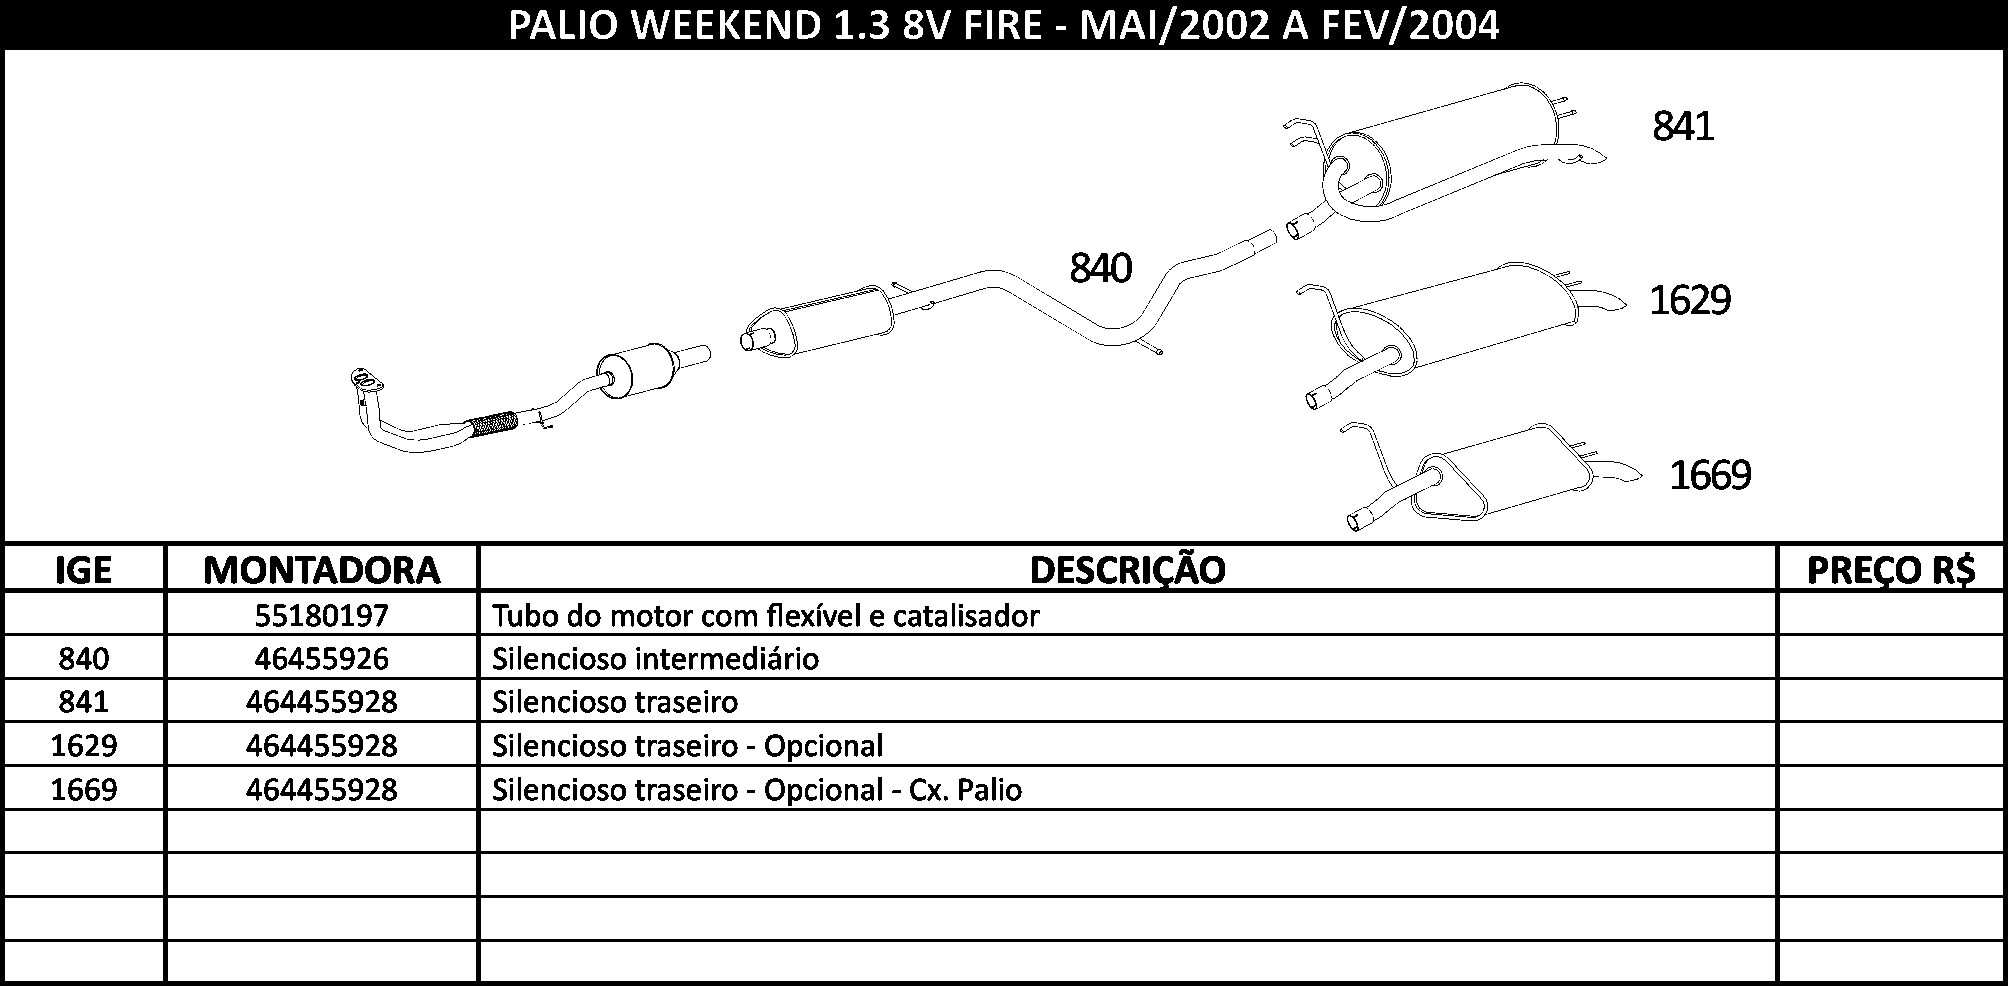 PALIO WEEKEND 1.3 8V FIRE - MAI/2002 A FEV/2004
841
840
1629
1669
IGE MONTADORA DESCRIÇÃO PREÇO R$
55180197 Tubo do motor com flexível e catalisador
840 46455926 Silencioso intermediário
841 464455928 Silencioso traseiro
1629 464455928 Silencioso traseiro - Opcional
1669 464455928 Silencioso traseiro - Opcional - Cx. Palio